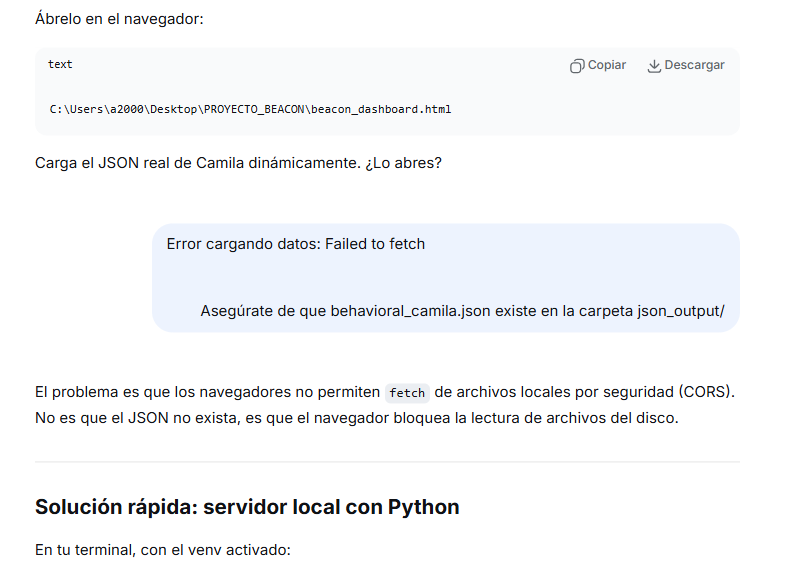 Ábrelo en el navegador:
text
Copiar
Descargar
C:\Users\a2000\Desktop\PROYECTO_BEACON\beacon_dashboard.html
Carga el JSON real de Camila dinámicamente. ¿Lo abres?
Error cargando datos: Failed to fetch
Asegúrate de que behavioral_camila.json existe en la carpeta json_output/
El problema es que los navegadores no permiten fetch de archivos locales por seguridad (CORS).
No es que el JSON no exista, es que el navegador bloquea la lectura de archivos del disco.
Solución rápida: servidor local con Python
En tu terminal, con el venv activado: